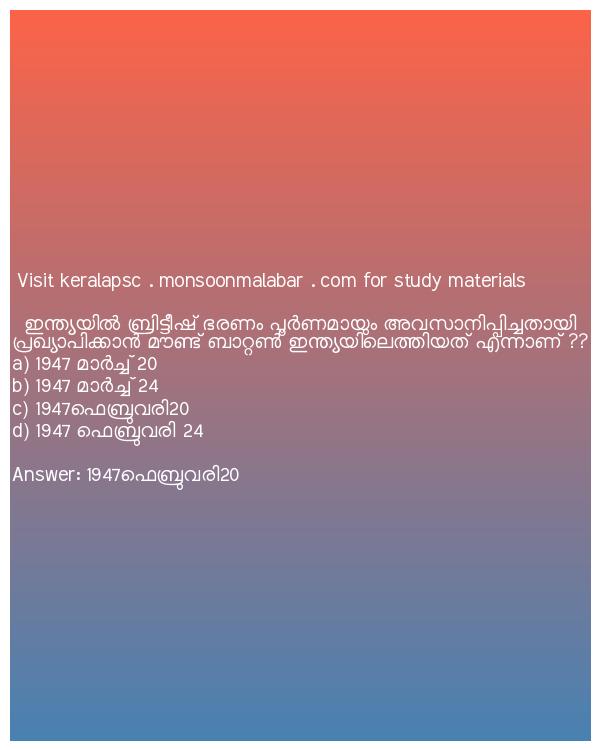 Visit keralapsc . monsoonmalabar . com for study materials
ഇന്ത്യയിൽ ബ്രിട്ടീഷ് ഭരണം പൂർണമായും അവസാനിപ്പിച്ചതായി
പ്രഖ്യാപിക്കാൻ മൗണ്ട് ബാറ്റൺ ഇന്ത്യയിലെത്തിയത് എന്നാണ് ??
a) 1947 മാർച്ച് 20
b) 1947 മാർച്ച് 24
c) 1947ഫെബ്രുവരി20
d) 1947 ഫെബ്രുവരി 24
Answer: 1947ഫെബ്രുവരി20